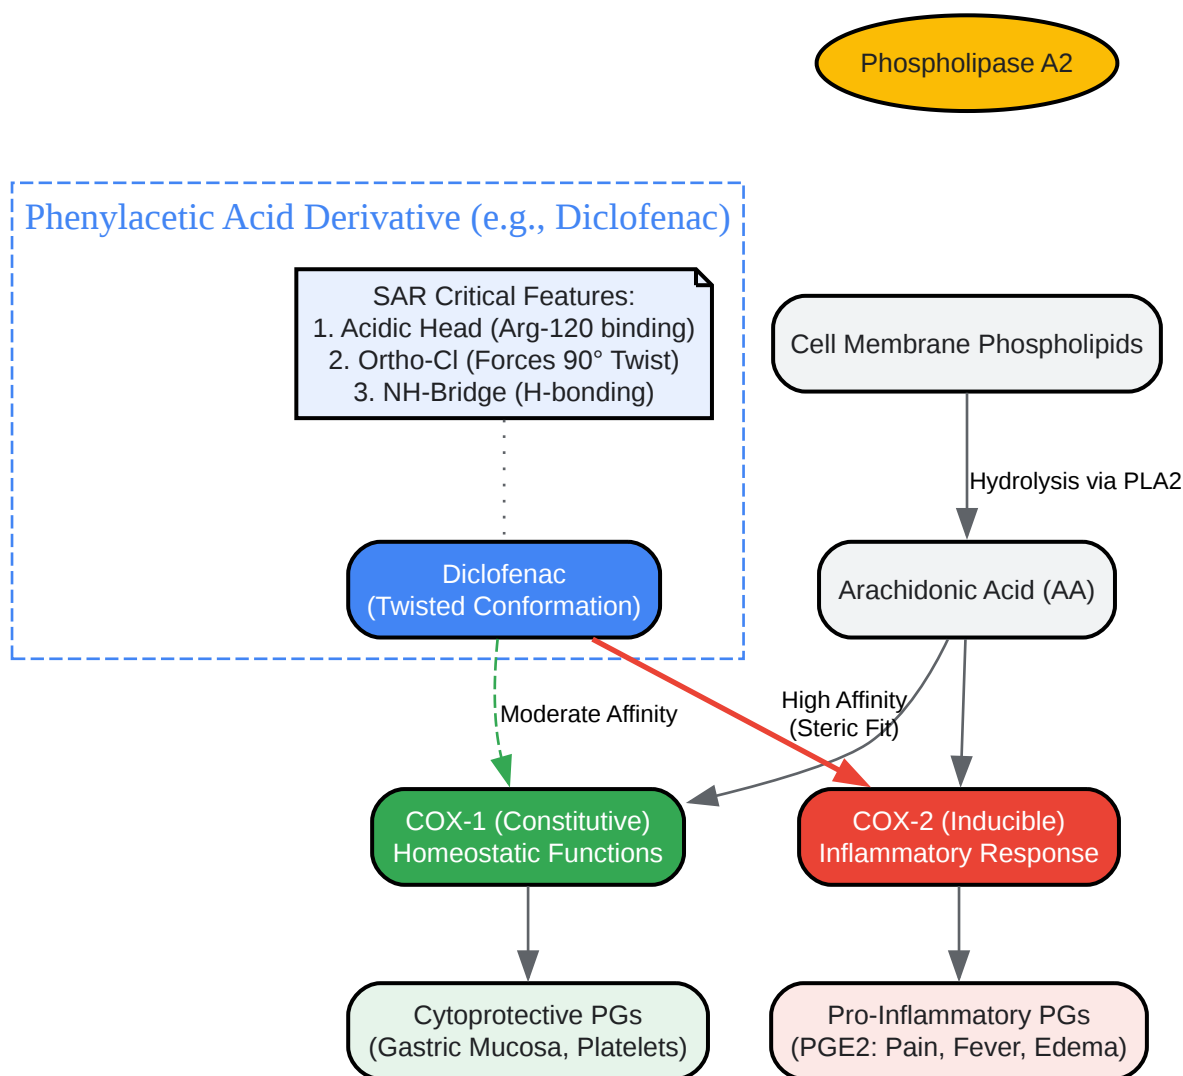 Phospholipase A2
Phenylacetic Acid Derivative (e.g., Diclofenac)
SAR Critical Features:
1. Acidic Head (Arg-120 binding)
2. Ortho-Cl (Forces 90° Twist)
3. NH-Bridge (H-bonding)
Cell Membrane Phospholipids
Hydrolysis via PLA2
Diclofenac
(Twisted Conformation)
Arachidonic Acid (AA)
Moderate Affinity
High Affinity
(Steric Fit)
COX-1 (Constitutive)
Homeostatic Functions
COX-2 (Inducible)
Inflammatory Response
Cytoprotective PGs
(Gastric Mucosa, Platelets)
Pro-Inflammatory PGs
(PGE2: Pain, Fever, Edema)